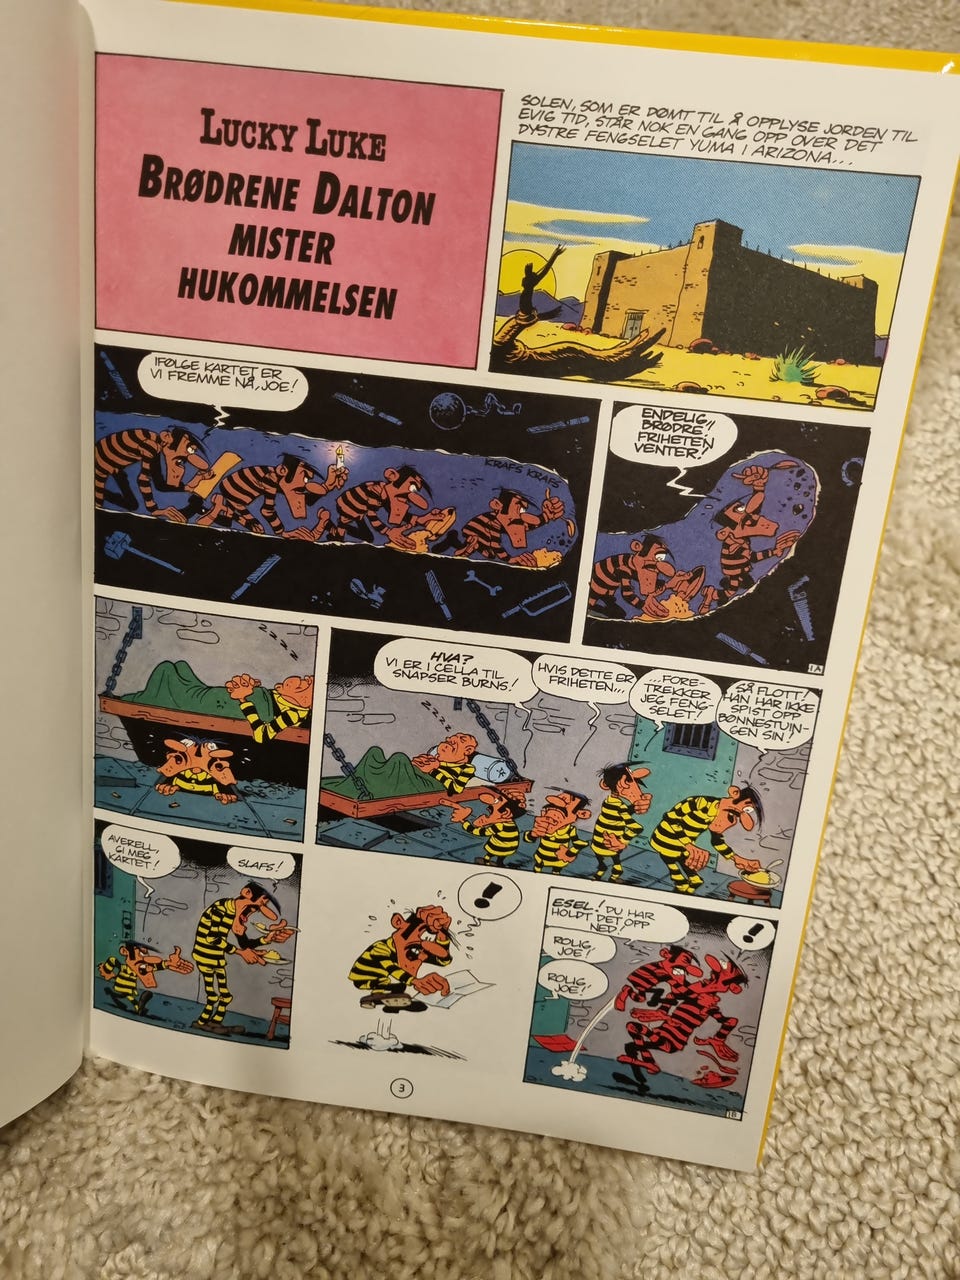 LUCKY LUKE
BRØDRENE DALTON
MISTER
HUKOMMELSEN
SOLEN, SOM ER DØMT TIL Å OPPLYSE JORDEN TIL
EVIG TID, STÅR NOK EN GANG OPP OVER DET
DYSTRE FENGSELET YUMA I ARIZONA...
IFØLGE KARTET ER
VI FREMME NÅ, JOE!
KRAFS KRAFS
ENDELIG,
BRØDRE,
FRIHETEN
VENTER!
1A
ZZZZ
HVA?
VI ER I CELLA TIL
SNAPSER BURNS!
ZZZZ
HVIS DETTE ER
FRIHETEN...
...FORE-
TREKKER
JEG FENG-
SELET!
SÅ FLOTT!
HAN HAR IKKE
SPIST OPP
BØNNESTUIN-
GEN SIN!
AVERELL,
GI MEG
KARTET!
SLAFS!
!
ESEL! DU HAR
HOLDT DET OPP
NED!
ROLIG,
JOE!
ROLIG,
JOE!
!
1B
3